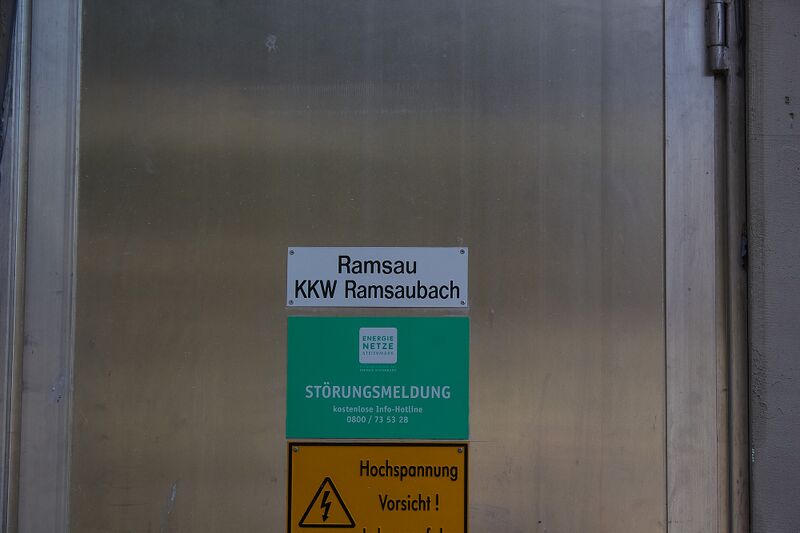 Ramsau
KKW Ramsaubach
ENERGIE
NETZE
STEIERMARK
STÖRUNGSMELDUNG
kostenlose Info-Hotline
0800 / 73 53 28
Hochspannung
Vorsicht !